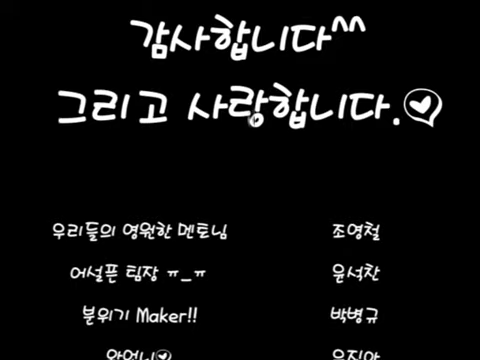 감사합니다^^
그리고 사랑합니다.
우리들의 영원한 멘토님 조영철
어설픈 팀장 ㅠ_ㅠ 윤석찬
분위기 Maker!! 박병규